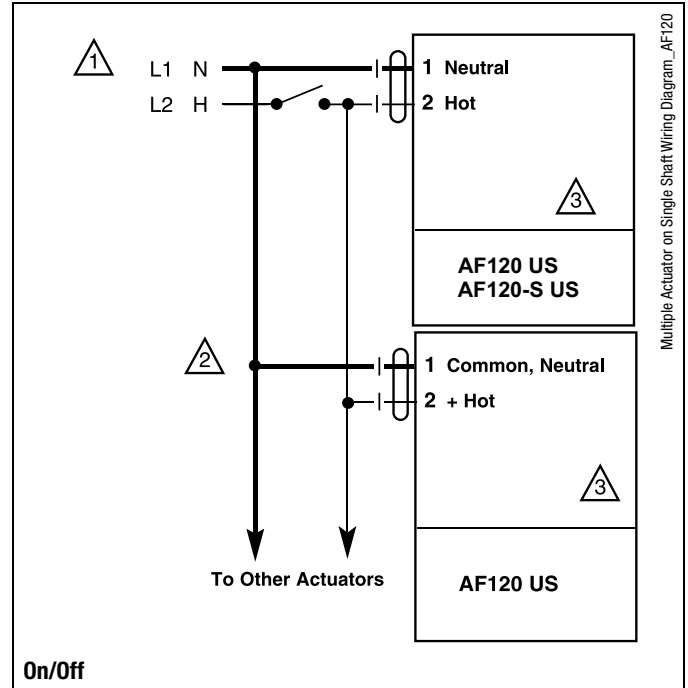 1
L1 N
L2 H
1 Neutral
2 Hot
3
AF120 US
AF120-S US
Multiple Actuator on Single Shaft Wiring Diagram_AF120
2
1 Common, Neutral
2 + Hot
3
To Other Actuators
AF120 US
On/Off